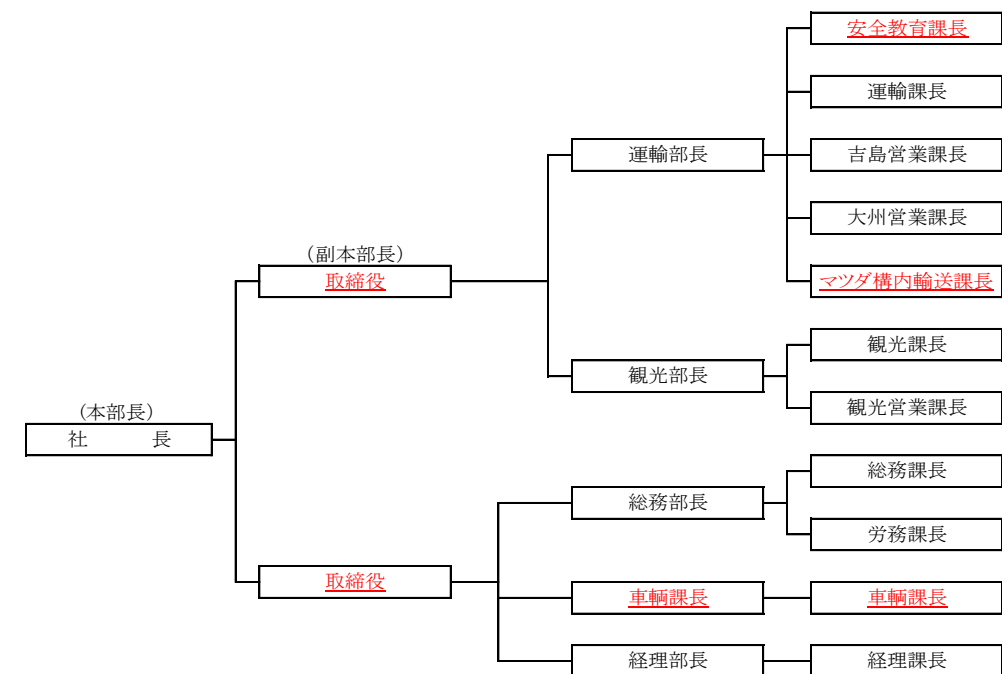 安全教育課長
運輸課長
運輸部長
吉島営業課長
大州営業課長
(副本部長)
取締役
マツダ構内輸送課長
観光課長
観光部長
観光営業課長
(本部長)
社　　　長
総務課長
総務部長
労務課長
取締役
車輌課長
車輌課長
経理部長
経理課長